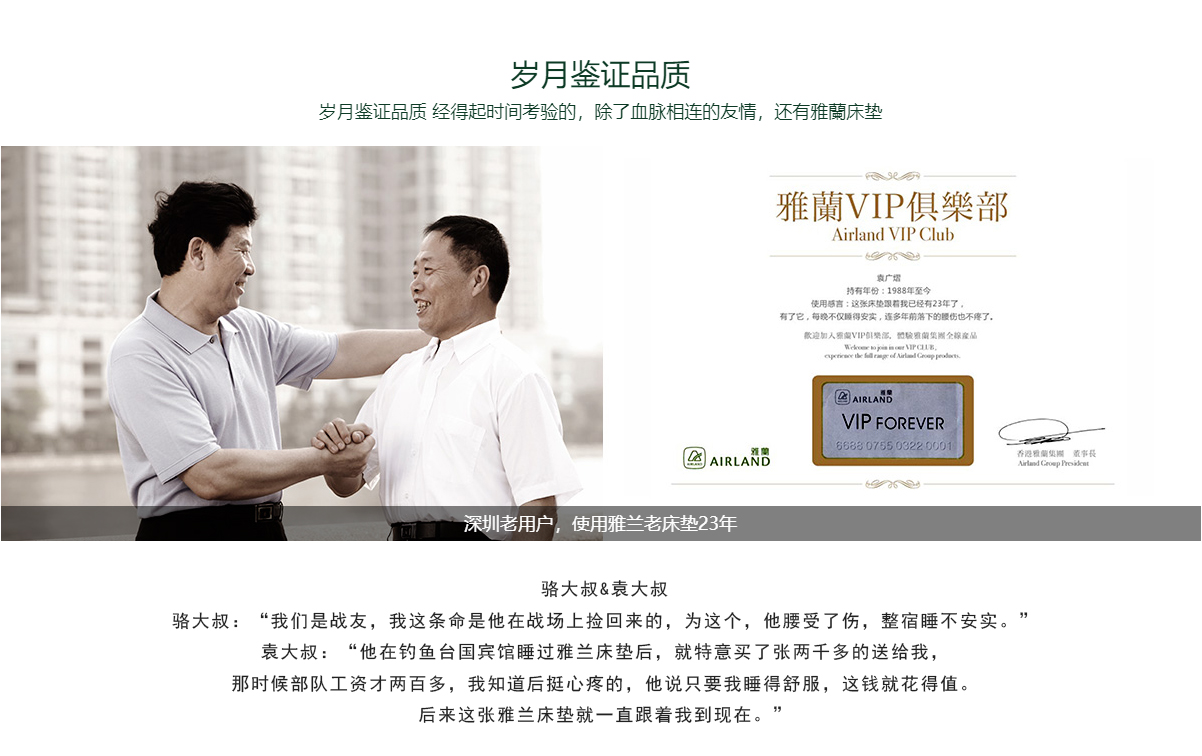 岁月鉴证品质
岁月鉴证品质 经得起时间考验的，除了血脉相连的友情，还有雅蘭床垫
雅蘭VIP俱樂部
Airland VIP Club
袁广熠
持有年份：1988年至今
使用感言：这张床垫跟着我已经有23年了，
有了它，每晚不仅睡得安实，连多年前落下的腰伤也不疼了。
歡迎加入雅蘭VIP俱樂部，體驗雅蘭集團全線産品
Welcome to join in our VIP CLUB,
experience the full range of Airland Group products.
雅蘭
AIRLAND
VIP FOREVER
6688 0755 0322 0001
雅蘭
AIRLAND
香港雅蘭集團 董事長
Airland Group President
深圳老用户，使用雅兰老床垫23年
骆大叔&袁大叔
骆大叔：“我们是战友，我这条命是他在战场上捡回来的，为这个，他腰受了伤，整宿睡不安实。”
袁大叔：“他在钓鱼台国宾馆睡过雅兰床垫后，就特意买了张两千多的送给我，
那时候部队工资才两百多，我知道后挺心疼的，他说只要我睡得舒服，这钱就花得值。
后来这张雅兰床垫就一直跟着我到现在。”